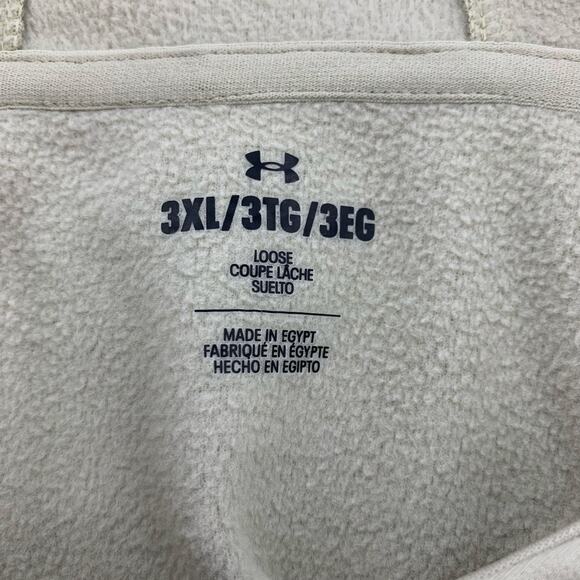 3XL/3TG/3EG
LOOSE
COUPE LÂCHE
SUELTO
MADE IN EGYPT
FABRIQUÉ EN ÉGYPTE
HECHO EN EGIPTO